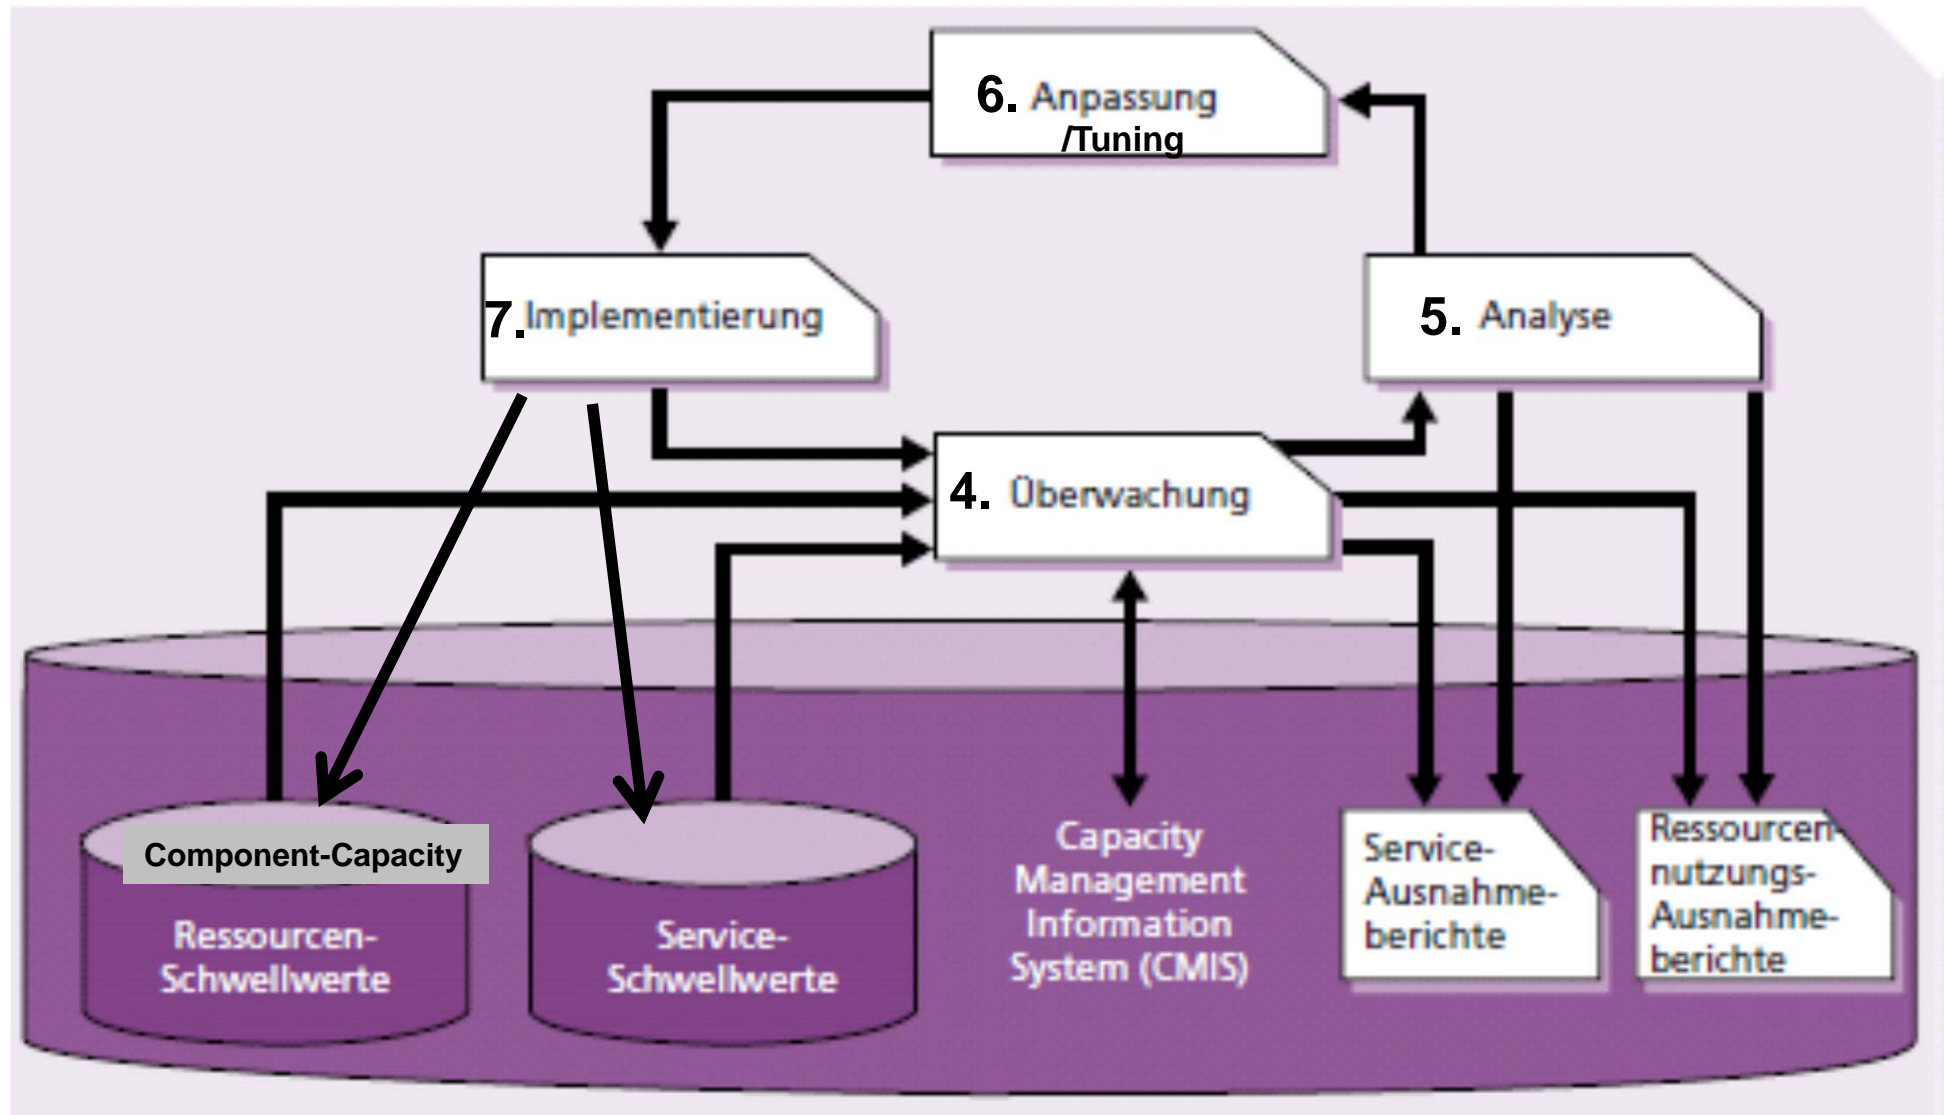 6. Anpassung
/Tuning
7. Implementierung
5. Analyse
4. Überwachung
Component-Capacity
Ressourcen-
Schwellwerte
Service-
Schwellwerte
Capacity
Management
Information
System (CMIS)
Service-
Ausnahme-
berichte
Ressourcen-
nutzungs-
Ausnahme-
berichte